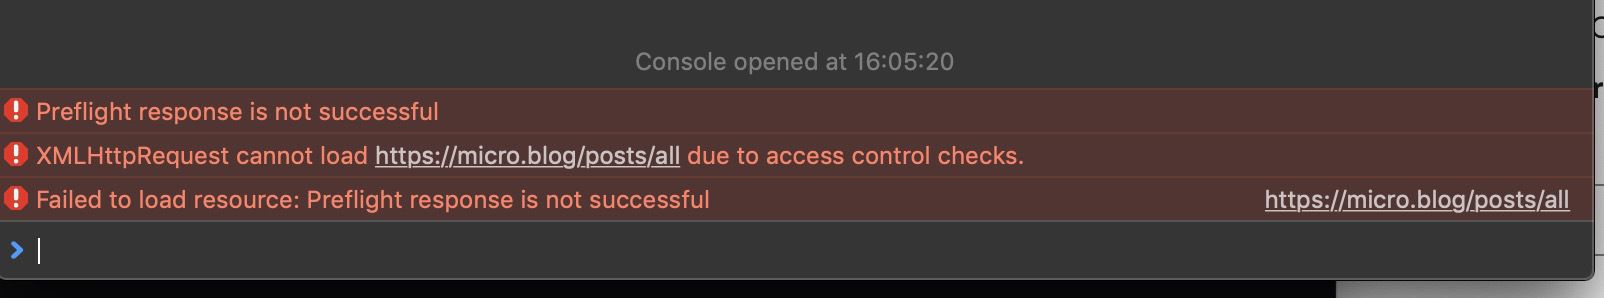 Console opened at 16:05:20
Preflight response is not successful
XMLHttpRequest cannot load https://micro.blog/posts/all due to access control checks.
Failed to load resource: Preflight response is not successful https://micro.blog/posts/all